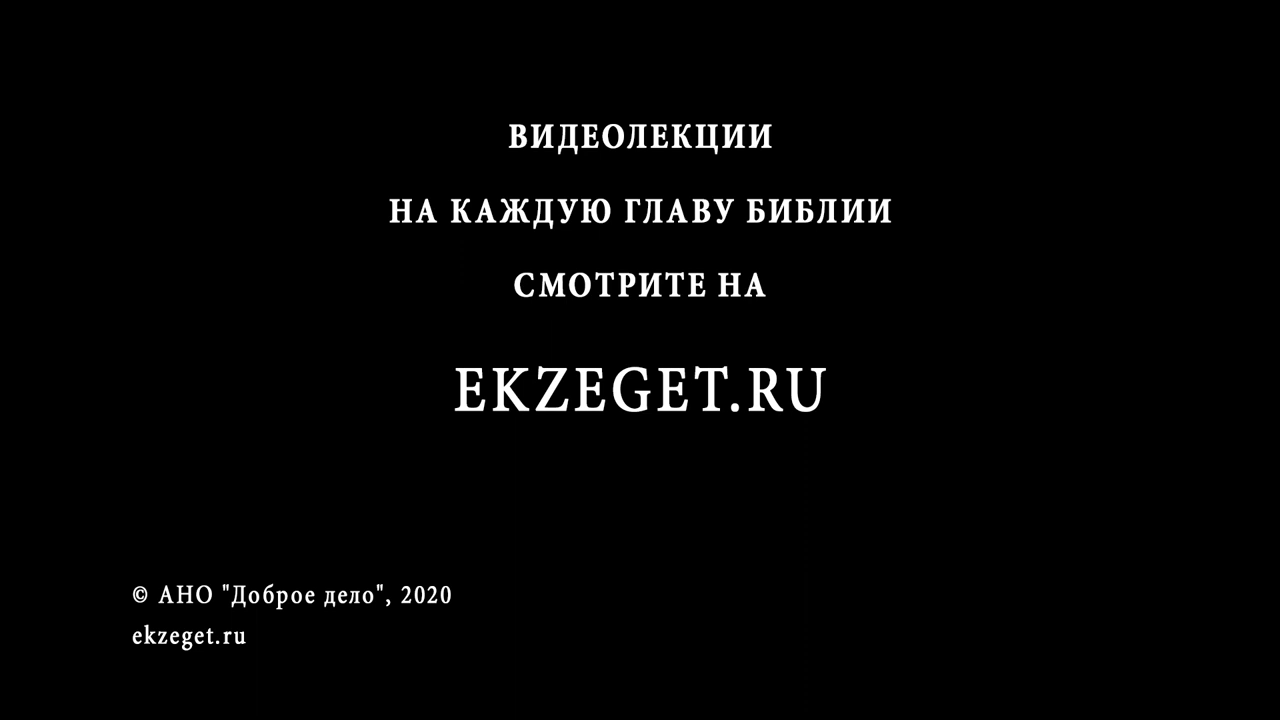 ВИДЕОЛЕКЦИИ
НА КАЖДУЮ ГЛАВУ БИБЛИИ
СМОТРИТЕ НА
EKZEGET.RU
© АНО "Доброе дело", 2020
ekzeget.ru